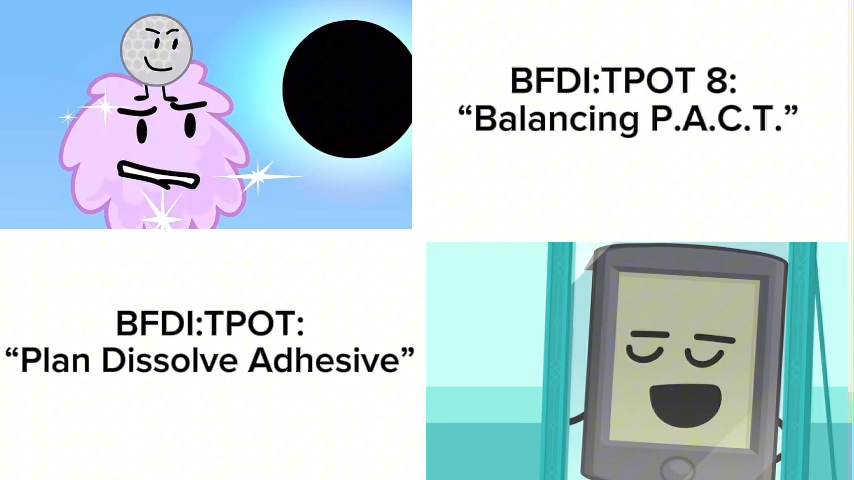 BFDI:TPOT 8:
“Balancing P.A.C.T.”
BFDI:TPOT:
“Plan Dissolve Adhesive”